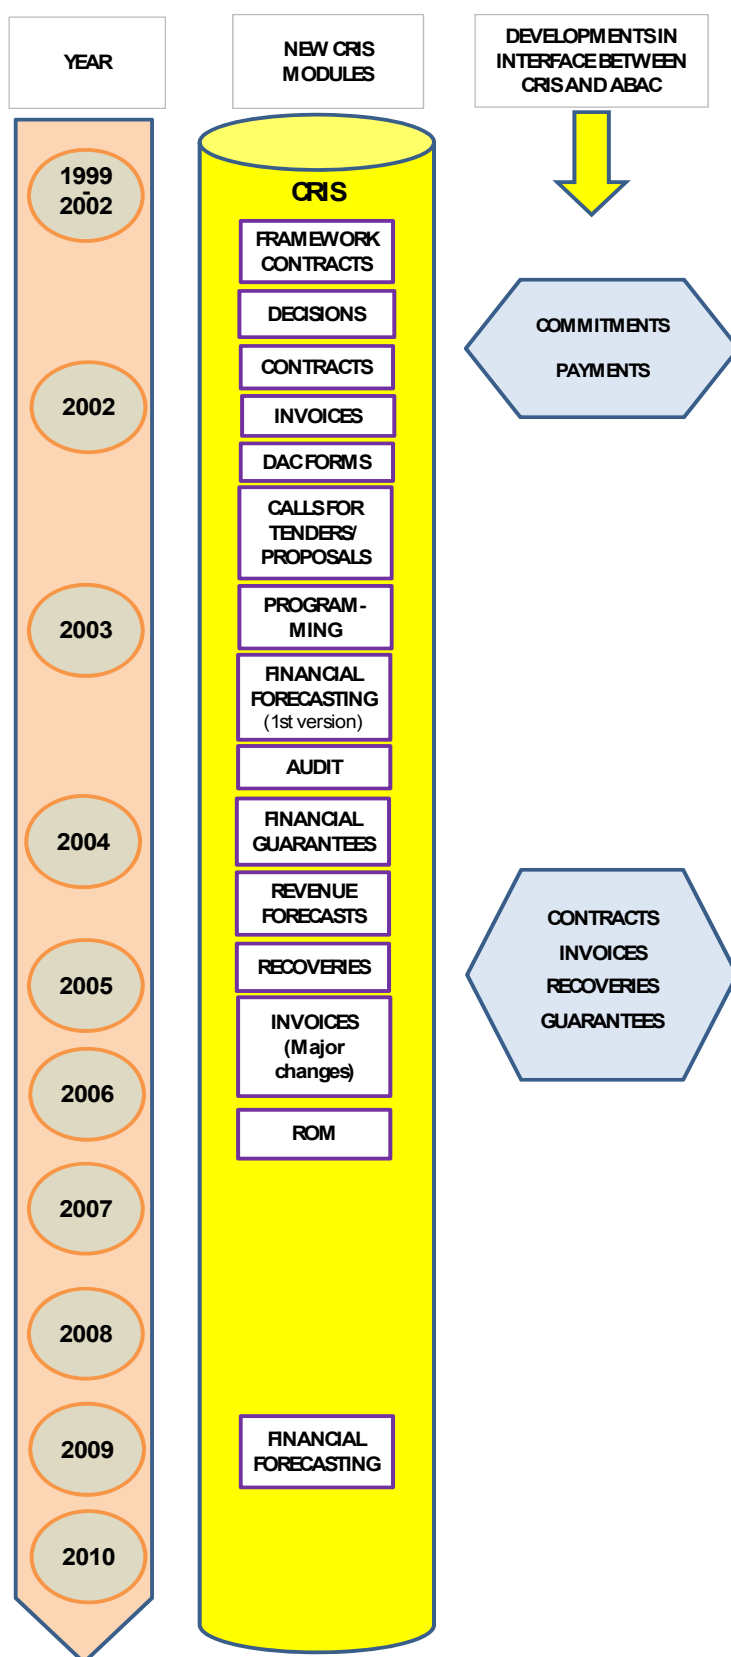 YEAR
NEW CRIS
MODULES
DEVELOPMENTS IN
INTERFACE BETWEEN
CRIS AND ABAC
1999
-
2002
2002
2003
2004
2005
2006
2007
2008
2009
2010
CRIS
FRAMEWORK
CONTRACTS
DECISIONS
CONTRACTS
INVOICES
DAC FORMS
CALLS FOR
TENDERS/
PROPOSALS
PROGRAM-
MING
FINANCIAL
FORECASTING
(1st version)
AUDIT
FINANCIAL
GUARANTEES
REVENUE
FORECASTS
RECOVERIES
INVOICES
(Major
changes)
ROM
FINANCIAL
FORECASTING
COMMITMENTS
PAYMENTS
CONTRACTS
INVOICES
RECOVERIES
GUARANTEES